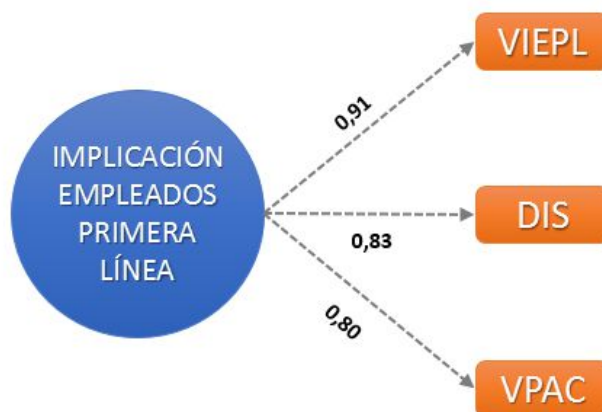 VIEPL
0,91
IMPLICACIÓN
EMPLEADOS
PRIMERA
LÍNEA
DIS
0,83
0,80
VPAC